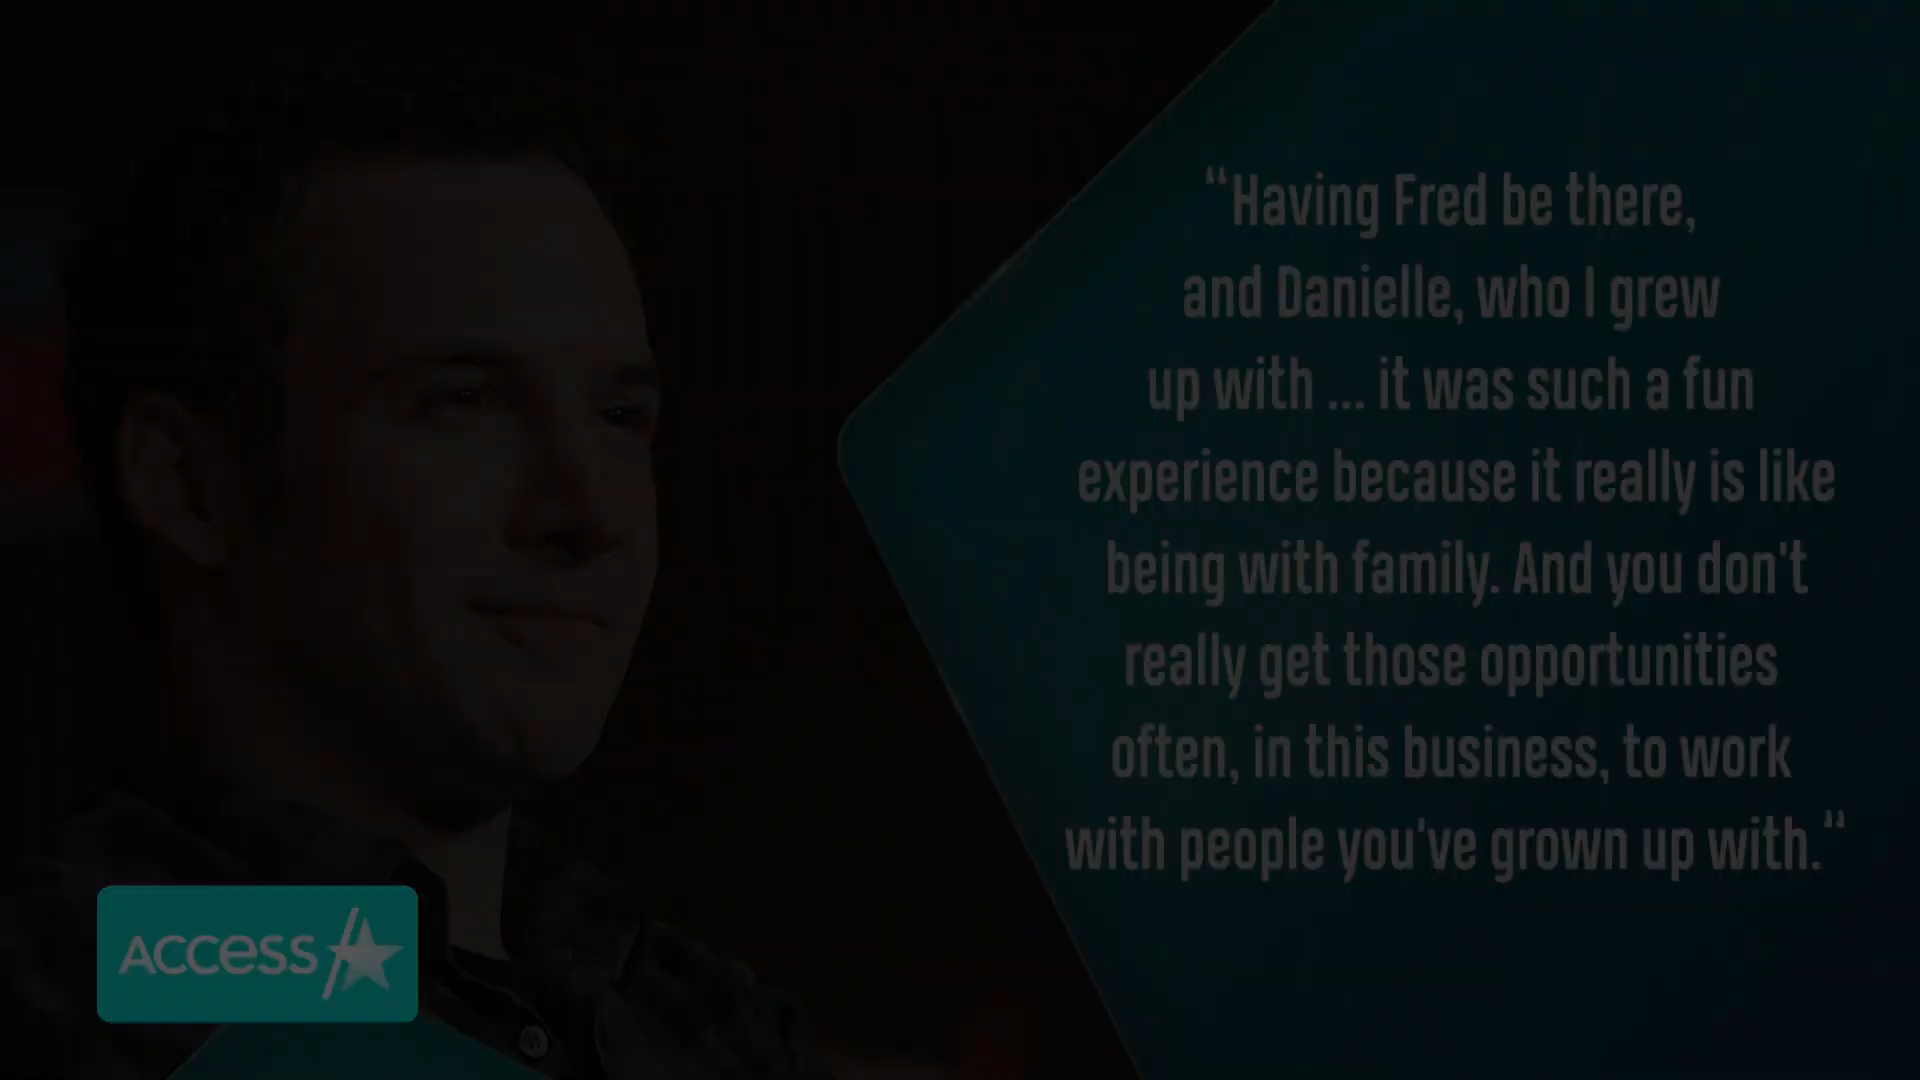 “Having Fred be there,
and Danielle, who I grew
up with ... it was such a fun
experience because it really is like
being with family. And you don't
really get those opportunities
often, in this business, to work
with people you've grown up with.“
ACCESS